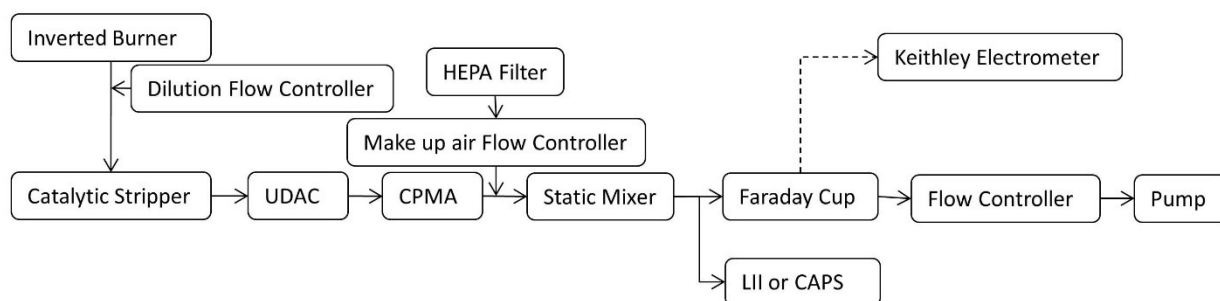 Inverted Burner
Keithley Electrometer
HEPA Filter
Dilution Flow Controller
Make up air Flow Controller
Catalytic Stripper
UDAC
CPMA
Static Mixer
Faraday Cup
Flow Controller
Pump
LII or CAPS